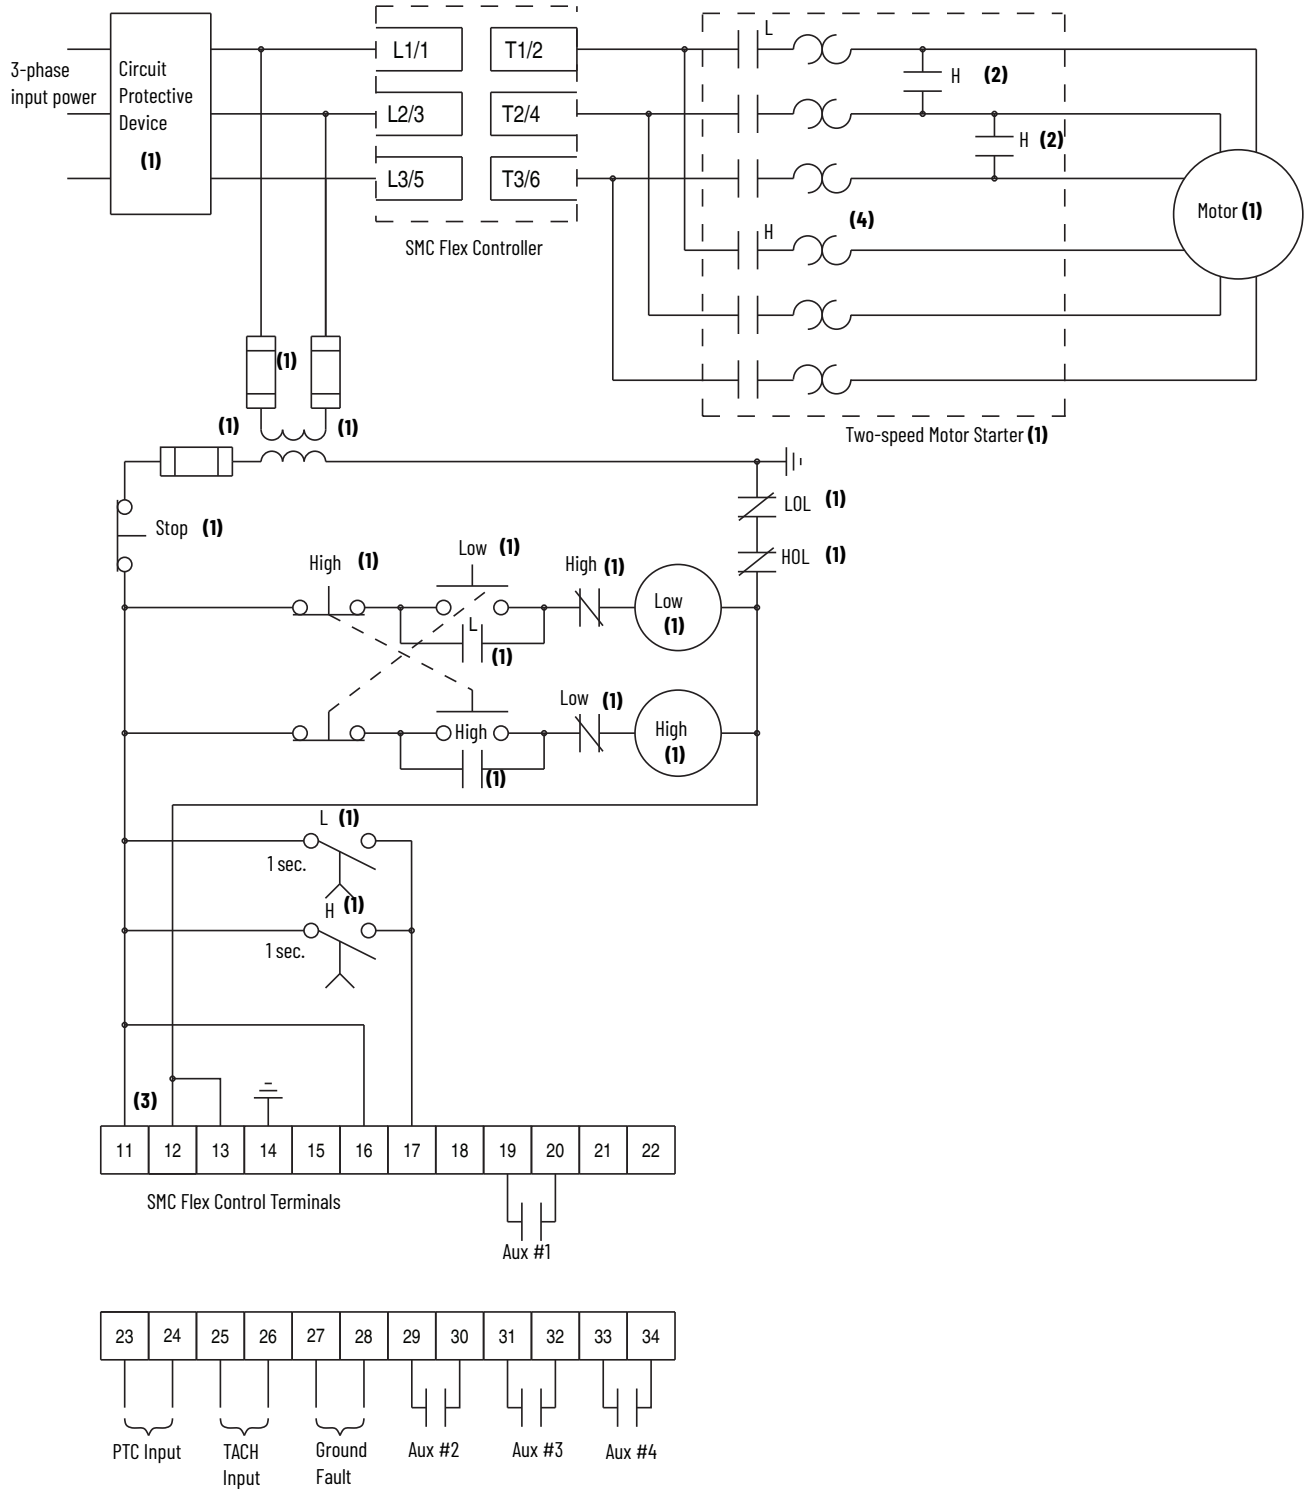 3-phase
input power
Circuit
Protective
Device
(1)
L1/1
T1/2
L2/3
T2/4
L3/5
T3/6
SMC Flex Controller
L
H (2)
H (2)
H
(4)
Motor (1)
Two-speed Motor Starter (1)
(1)
(1)
(1)
Stop (1)
LOL (1)
HOL (1)
High (1)
Low (1)
High (1)
Low
(1)
L
(1)
Low (1)
High
(1)
High
(1)
L (1)
1 sec.
H (1)
1 sec.
(3)
11 12 13 14 15 16 17 18 19 20 21 22
SMC Flex Control Terminals
Aux #1
23 24 25 26 27 28 29 30 31 32 33 34
PTC Input
TACH
Input
Ground
Fault
Aux #2
Aux #3
Aux #4